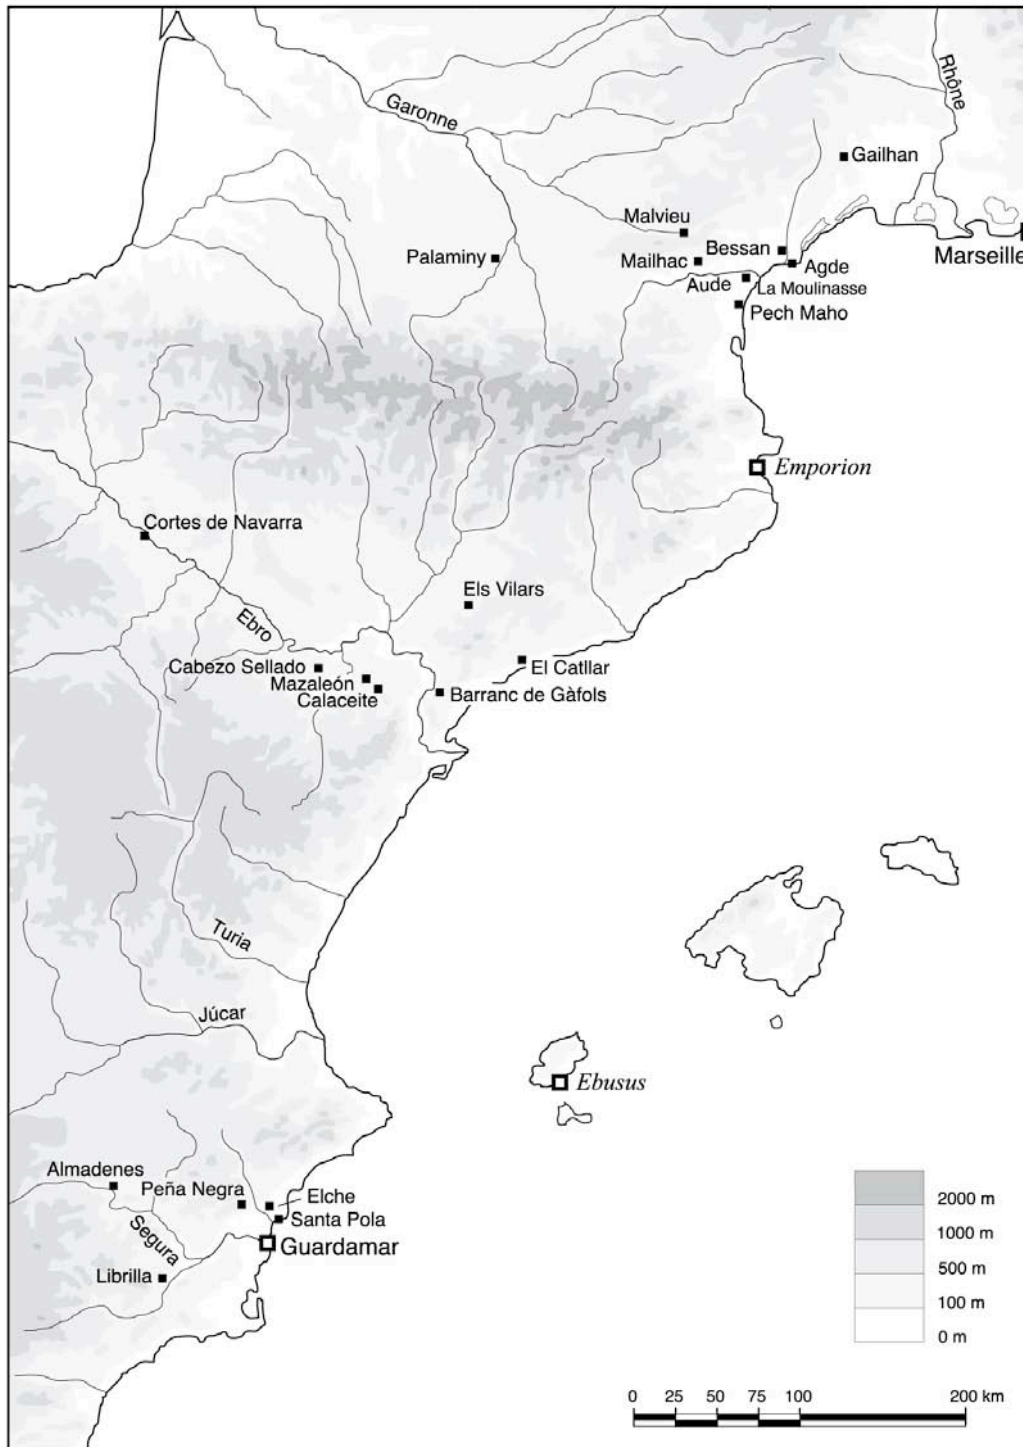 Garonne
Rhône
Gailhan
Malvieu
Bessan
Marseille
Palaminy
Mailhac
Agde
Aude
La Moulinasse
Pech Maho
Emporion
Cortes de Navarra
Els Vilars
Ebro
Cabezo Sellado
El Catllar
Mazaleón
Calaceite
Barranc de Gàfols
Turia
Júcar
Ebusus
Almadenes
Peña Negra
Elche
Santa Pola
Segura
Guardamar
Librilla
2000 m
1000 m
500 m
100 m
0 m
0 25 50 75 100 200 km